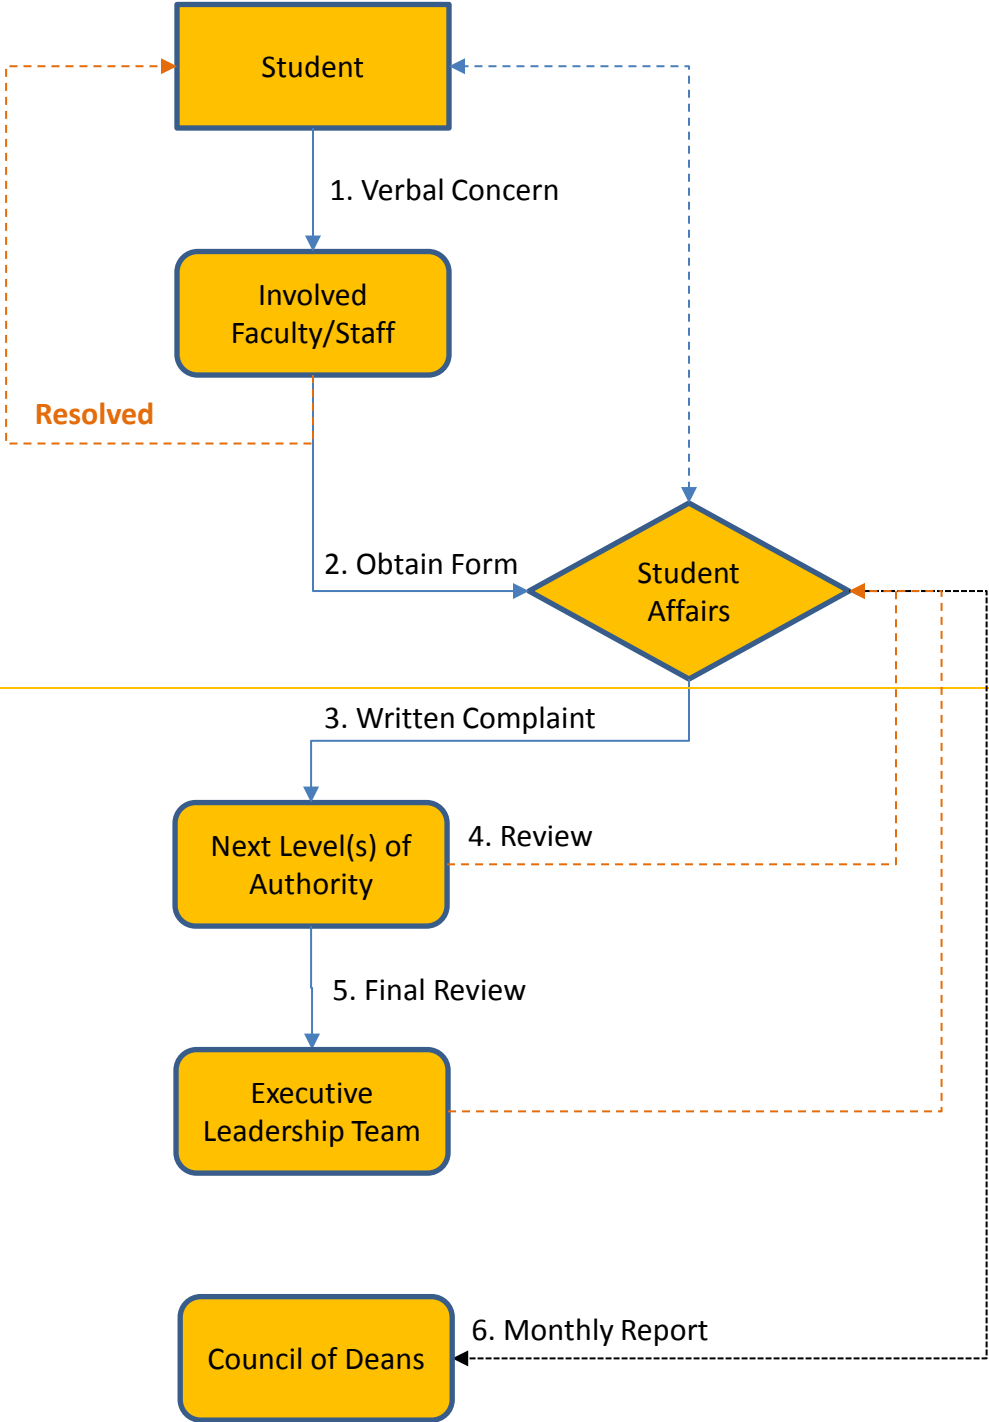 Student
1. Verbal Concern
Involved
Faculty/Staff
Resolved
2. Obtain Form
Student
Affairs
3. Written Complaint
Next Level(s) of
Authority
4. Review
5. Final Review
Executive
Leadership Team
6. Monthly Report
Council of Deans